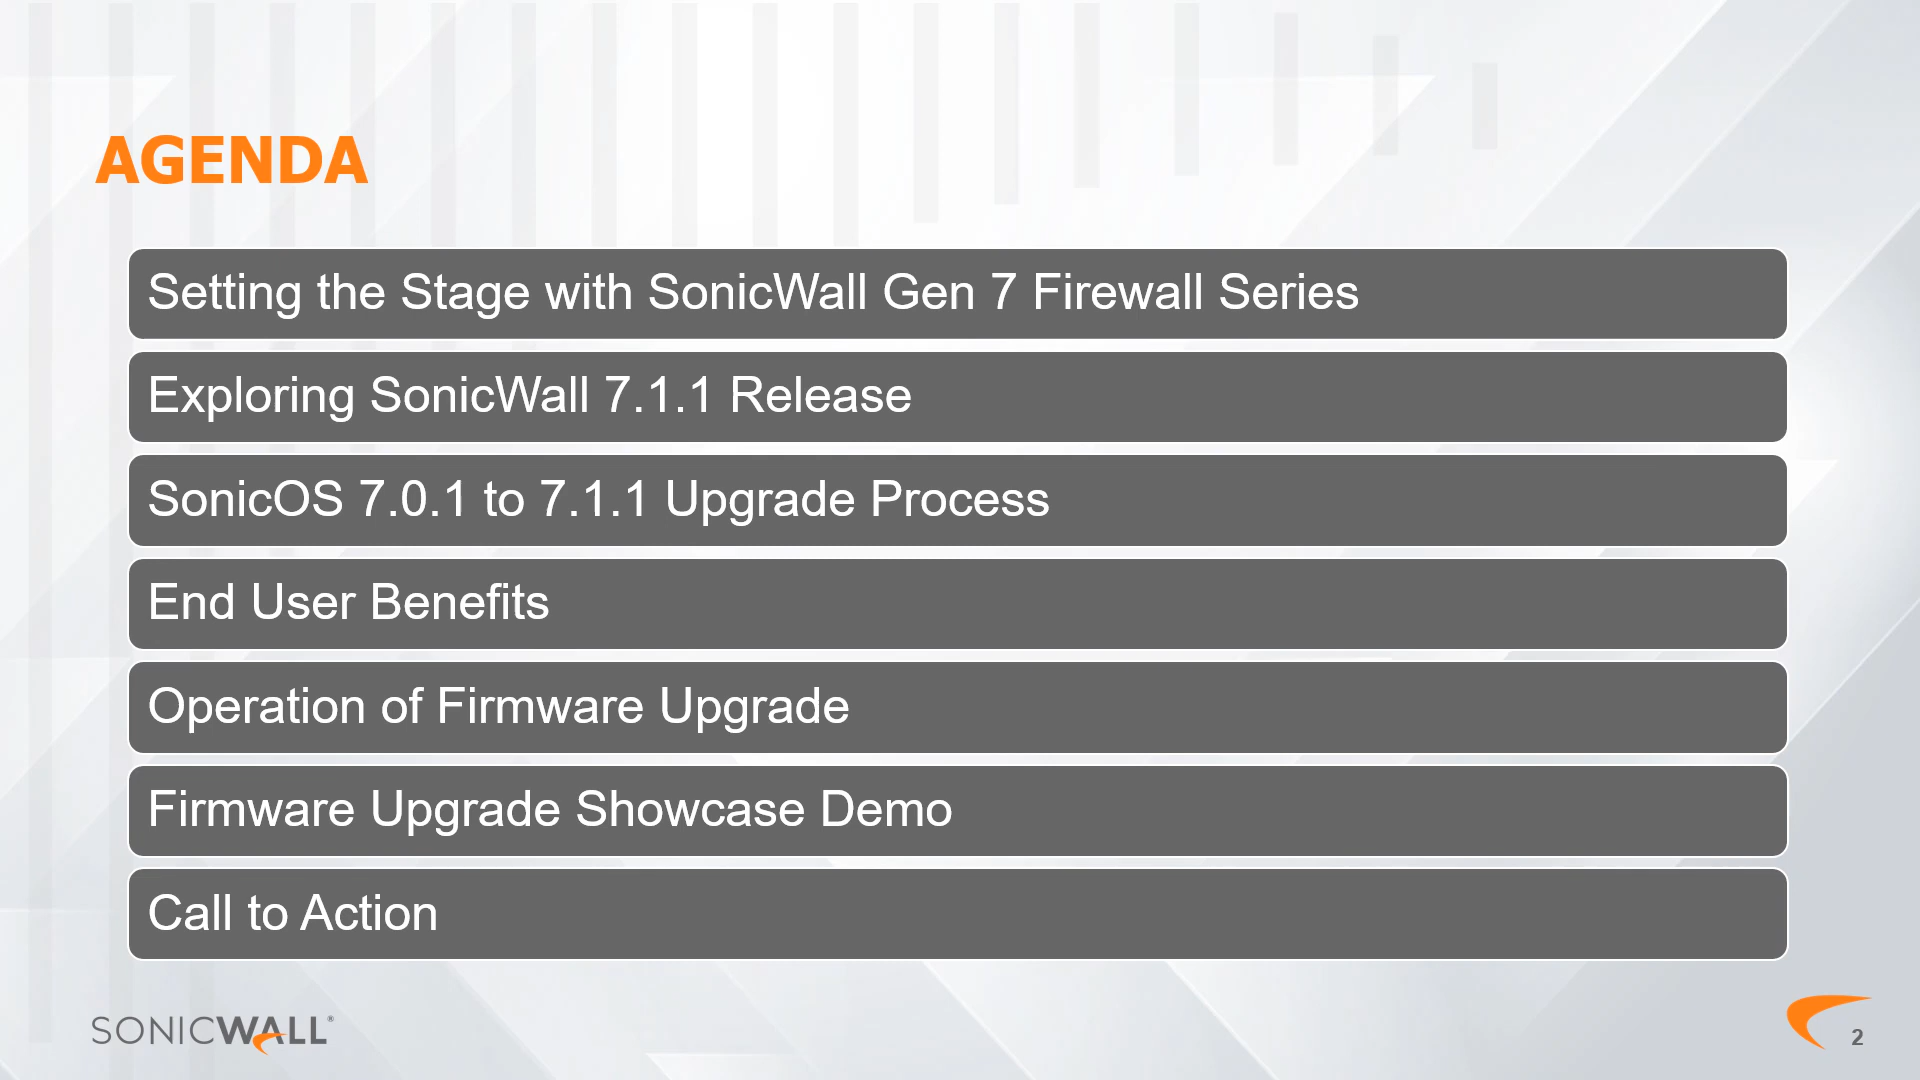 AGENDA
Setting the Stage with SonicWall Gen 7 Firewall Series
Exploring SonicWall 7.1.1 Release
SonicOS 7.0.1 to 7.1.1 Upgrade Process
End User Benefits
Operation of Firmware Upgrade
Firmware Upgrade Showcase Demo
Call to Action
SONICWALL®
2